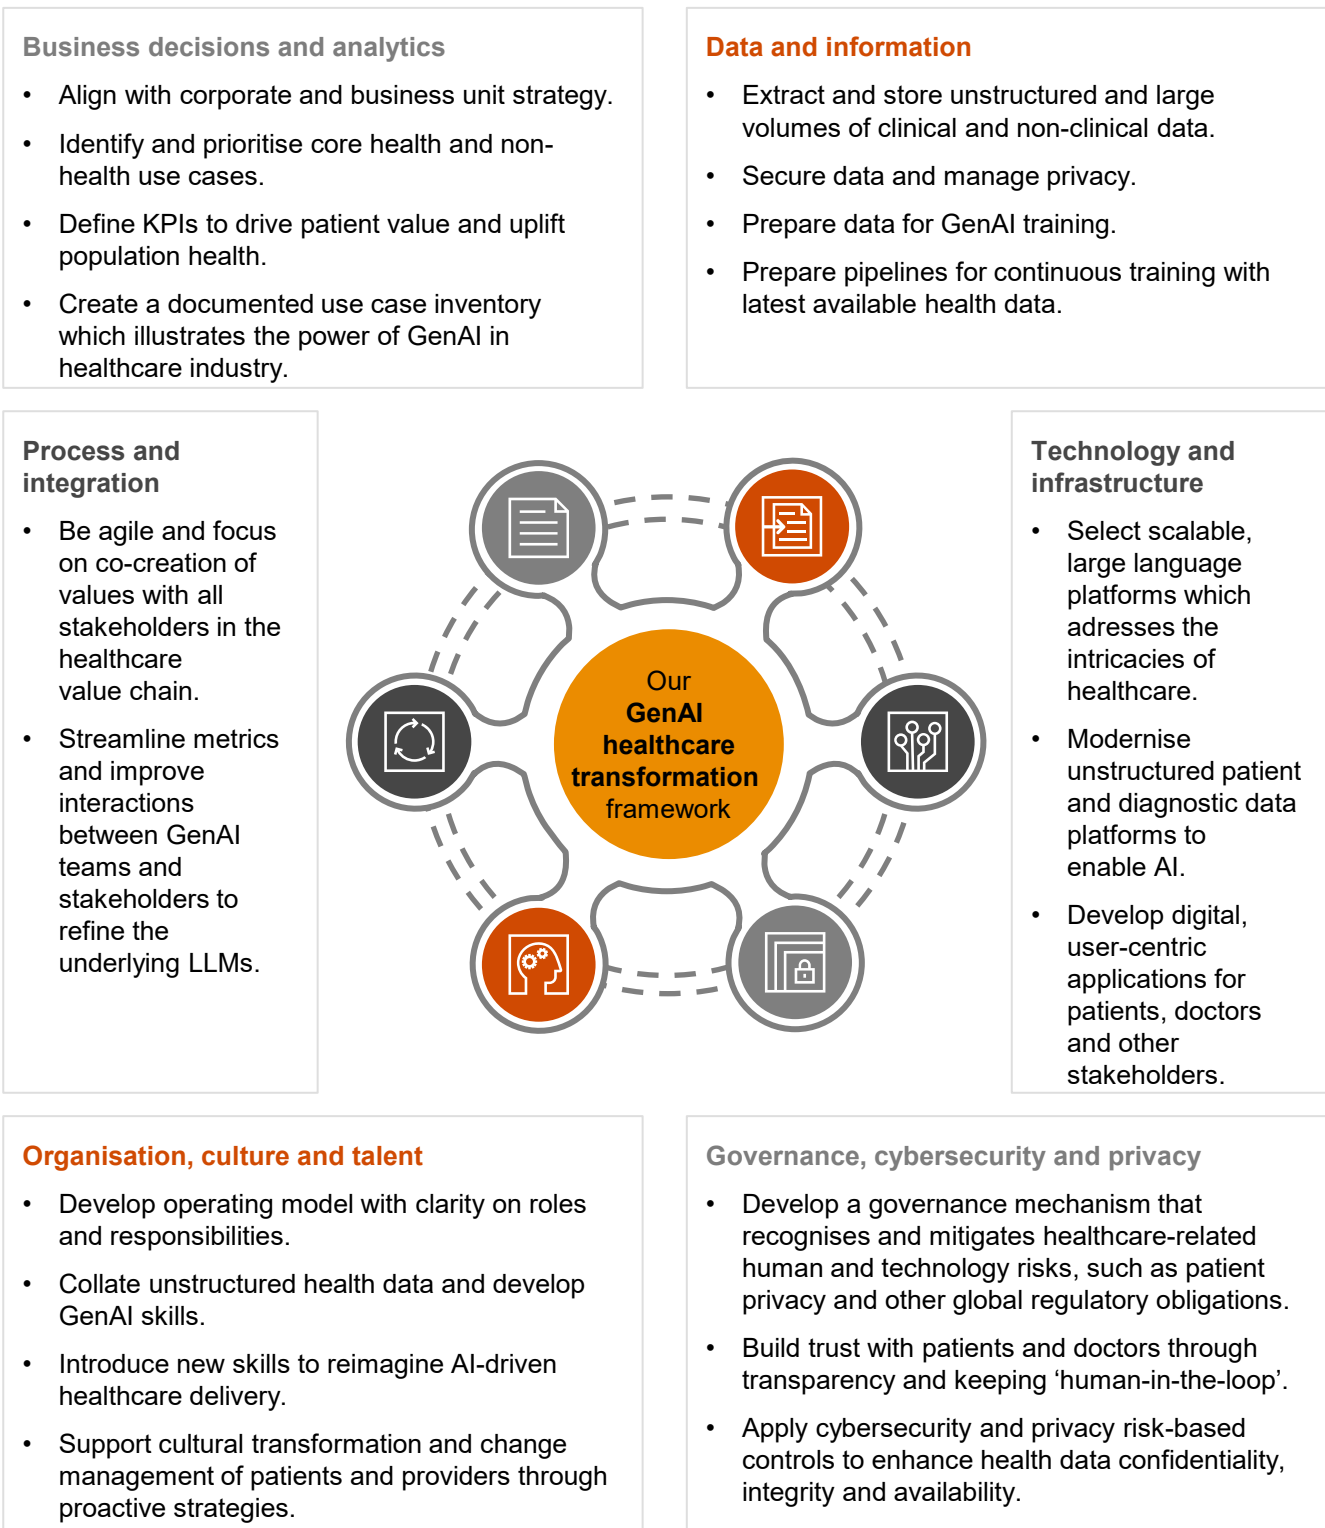 Business decisions and analytics
• Align with corporate and business unit strategy.
• Identify and prioritise core health and non-
health use cases.
• Define KPIs to drive patient value and uplift
population health.
• Create a documented use case inventory
which illustrates the power of GenAI in
healthcare industry.
Data and information
• Extract and store unstructured and large
volumes of clinical and non-clinical data.
• Secure data and manage privacy.
• Prepare data for GenAI training.
• Prepare pipelines for continuous training with
latest available health data.
Process and
integration
• Be agile and focus
on co-creation of
values with all
stakeholders in the
healthcare
value chain.
• Streamline metrics
and improve
interactions
between GenAI
teams and
stakeholders to
refine the
underlying LLMs.
Our
GenAI
healthcare
transformation
framework
Technology and
infrastructure
• Select scalable,
large language
platforms which
adresses the
intricacies of
healthcare.
• Modernise
unstructured patient
and diagnostic data
platforms to
enable AI.
• Develop digital,
user-centric
applications for
patients, doctors
and other
stakeholders.
Organisation, culture and talent
• Develop operating model with clarity on roles
and responsibilities.
• Collate unstructured health data and develop
GenAI skills.
• Introduce new skills to reimagine AI-driven
healthcare delivery.
• Support cultural transformation and change
management of patients and providers through
proactive strategies.
Governance, cybersecurity and privacy
• Develop a governance mechanism that
recognises and mitigates healthcare-related
human and technology risks, such as patient
privacy and other global regulatory obligations.
• Build trust with patients and doctors through
transparency and keeping ‘human-in-the-loop’.
• Apply cybersecurity and privacy risk-based
controls to enhance health data confidentiality,
integrity and availability.